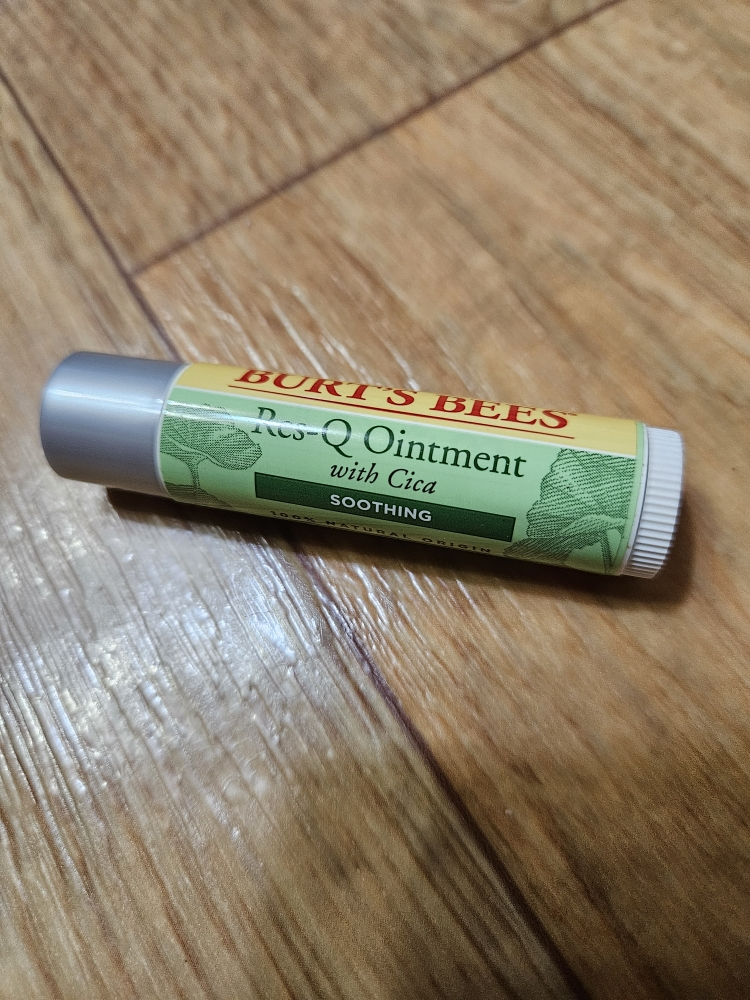 BURT'S BEES
Res-Q Ointment
with Cica
SOOTHING
100% NATURAL ORIGIN